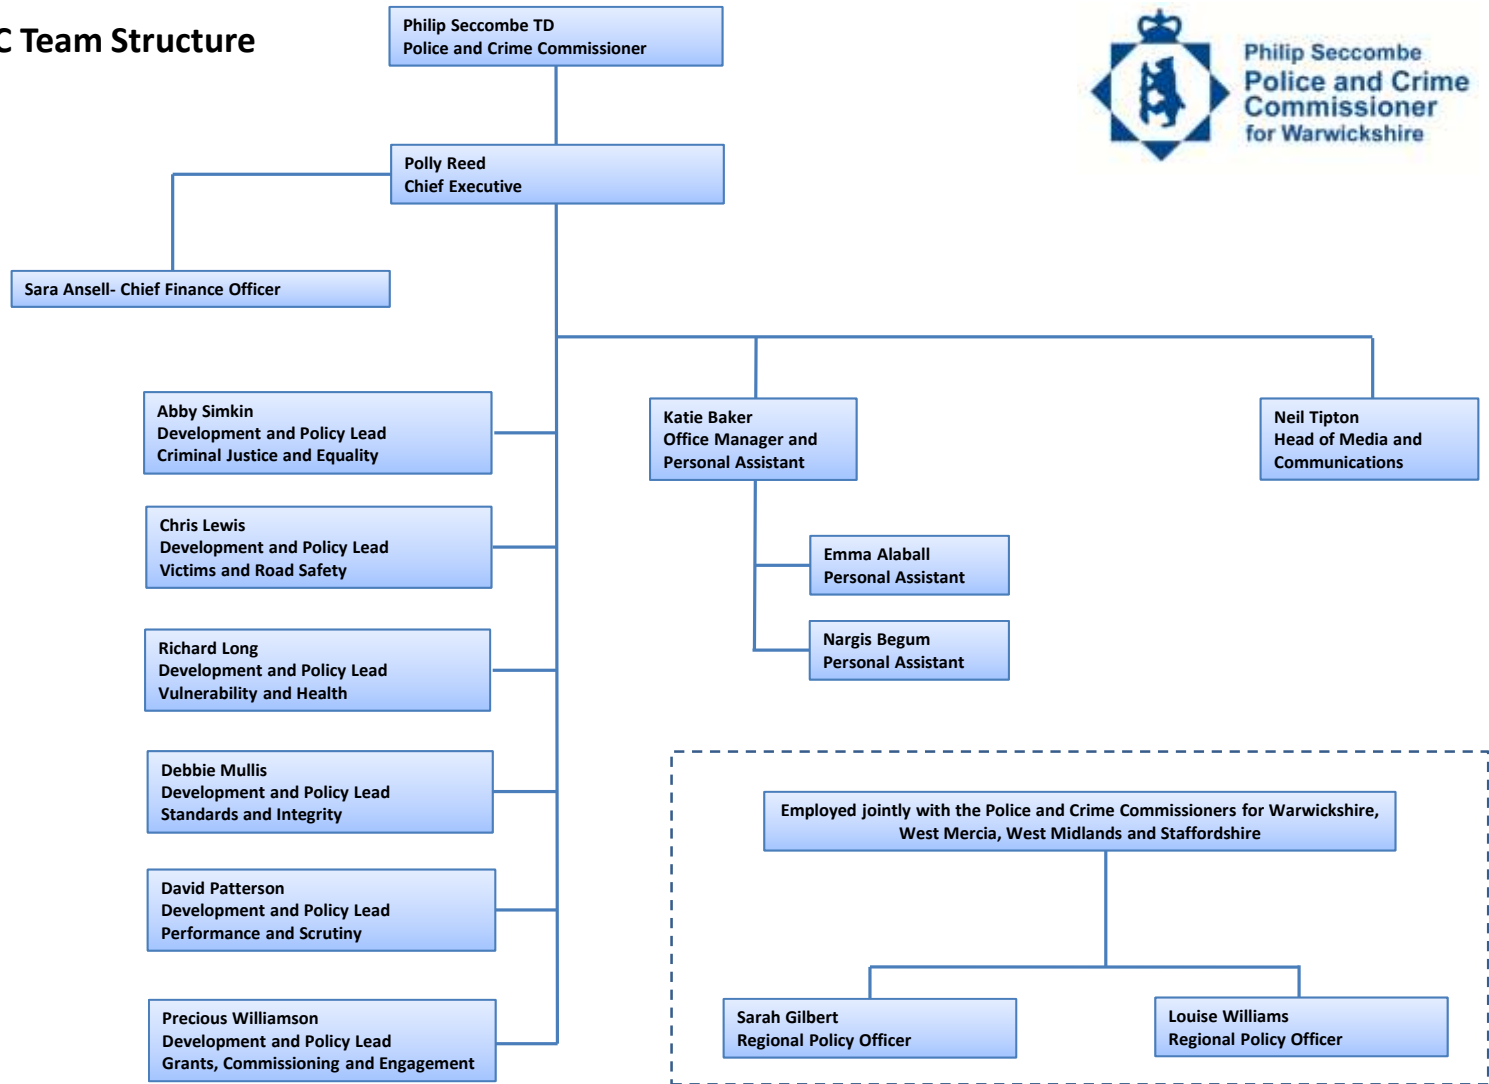 C Team Structure
Philip Seccombe TD
Police and Crime Commissioner
Philip Seccombe
Police and Crime
Commissioner
for Warwickshire
Polly Reed
Chief Executive
Sara Ansell- Chief Finance Officer
Abby Simkin
Development and Policy Lead
Criminal Justice and Equality
Katie Baker
Office Manager and
Personal Assistant
Neil Tipton
Head of Media and
Communications
Chris Lewis
Development and Policy Lead
Victims and Road Safety
Emma Alaball
Personal Assistant
Nargis Begum
Personal Assistant
Richard Long
Development and Policy Lead
Vulnerability and Health
Debbie Mullis
Development and Policy Lead
Standards and Integrity
David Patterson
Development and Policy Lead
Performance and Scrutiny
Precious Williamson
Development and Policy Lead
Grants, Commissioning and Engagement
Employed jointly with the Police and Crime Commissioners for Warwickshire,
West Mercia, West Midlands and Staffordshire
Sarah Gilbert
Regional Policy Officer
Louise Williams
Regional Policy Officer